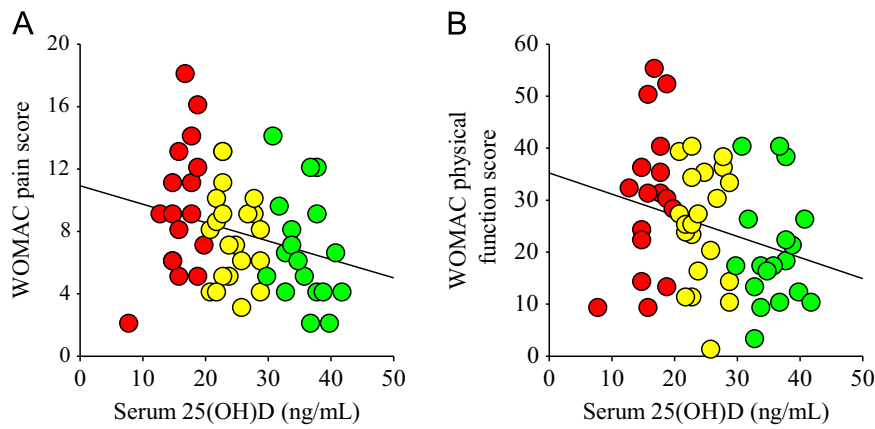 A
WOMAC pain score
20
16
12
8
4
0
0 10 20 30 40 50
Serum 25(OH)D (ng/mL)
B
WOMAC physical
function score
60
50
40
30
20
10
0
0 10 20 30 40 50
Serum 25(OH)D (ng/mL)